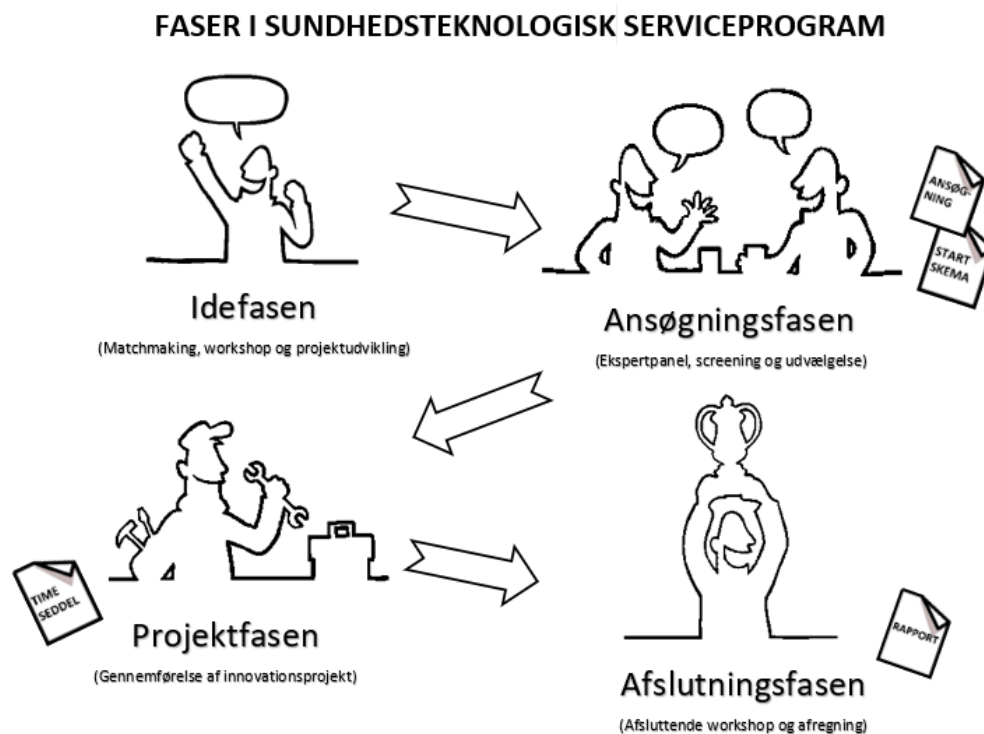 FASER I SUNDHEDSTEKNOLOGISK SERVICEPROGRAM
Idefasen
(Matchmaking, workshop og projektudvikling)
ANSØG-
NING
START
SKEMA
Ansøgningsfasen
(Ekspertpanel, screening og udvælgelse)
TIME
SEDDEL
Projektfasen
(Gennemførelse af innovationsprojekt)
RAPPORT
Afslutningsfasen
(Afsluttende workshop og afregning)